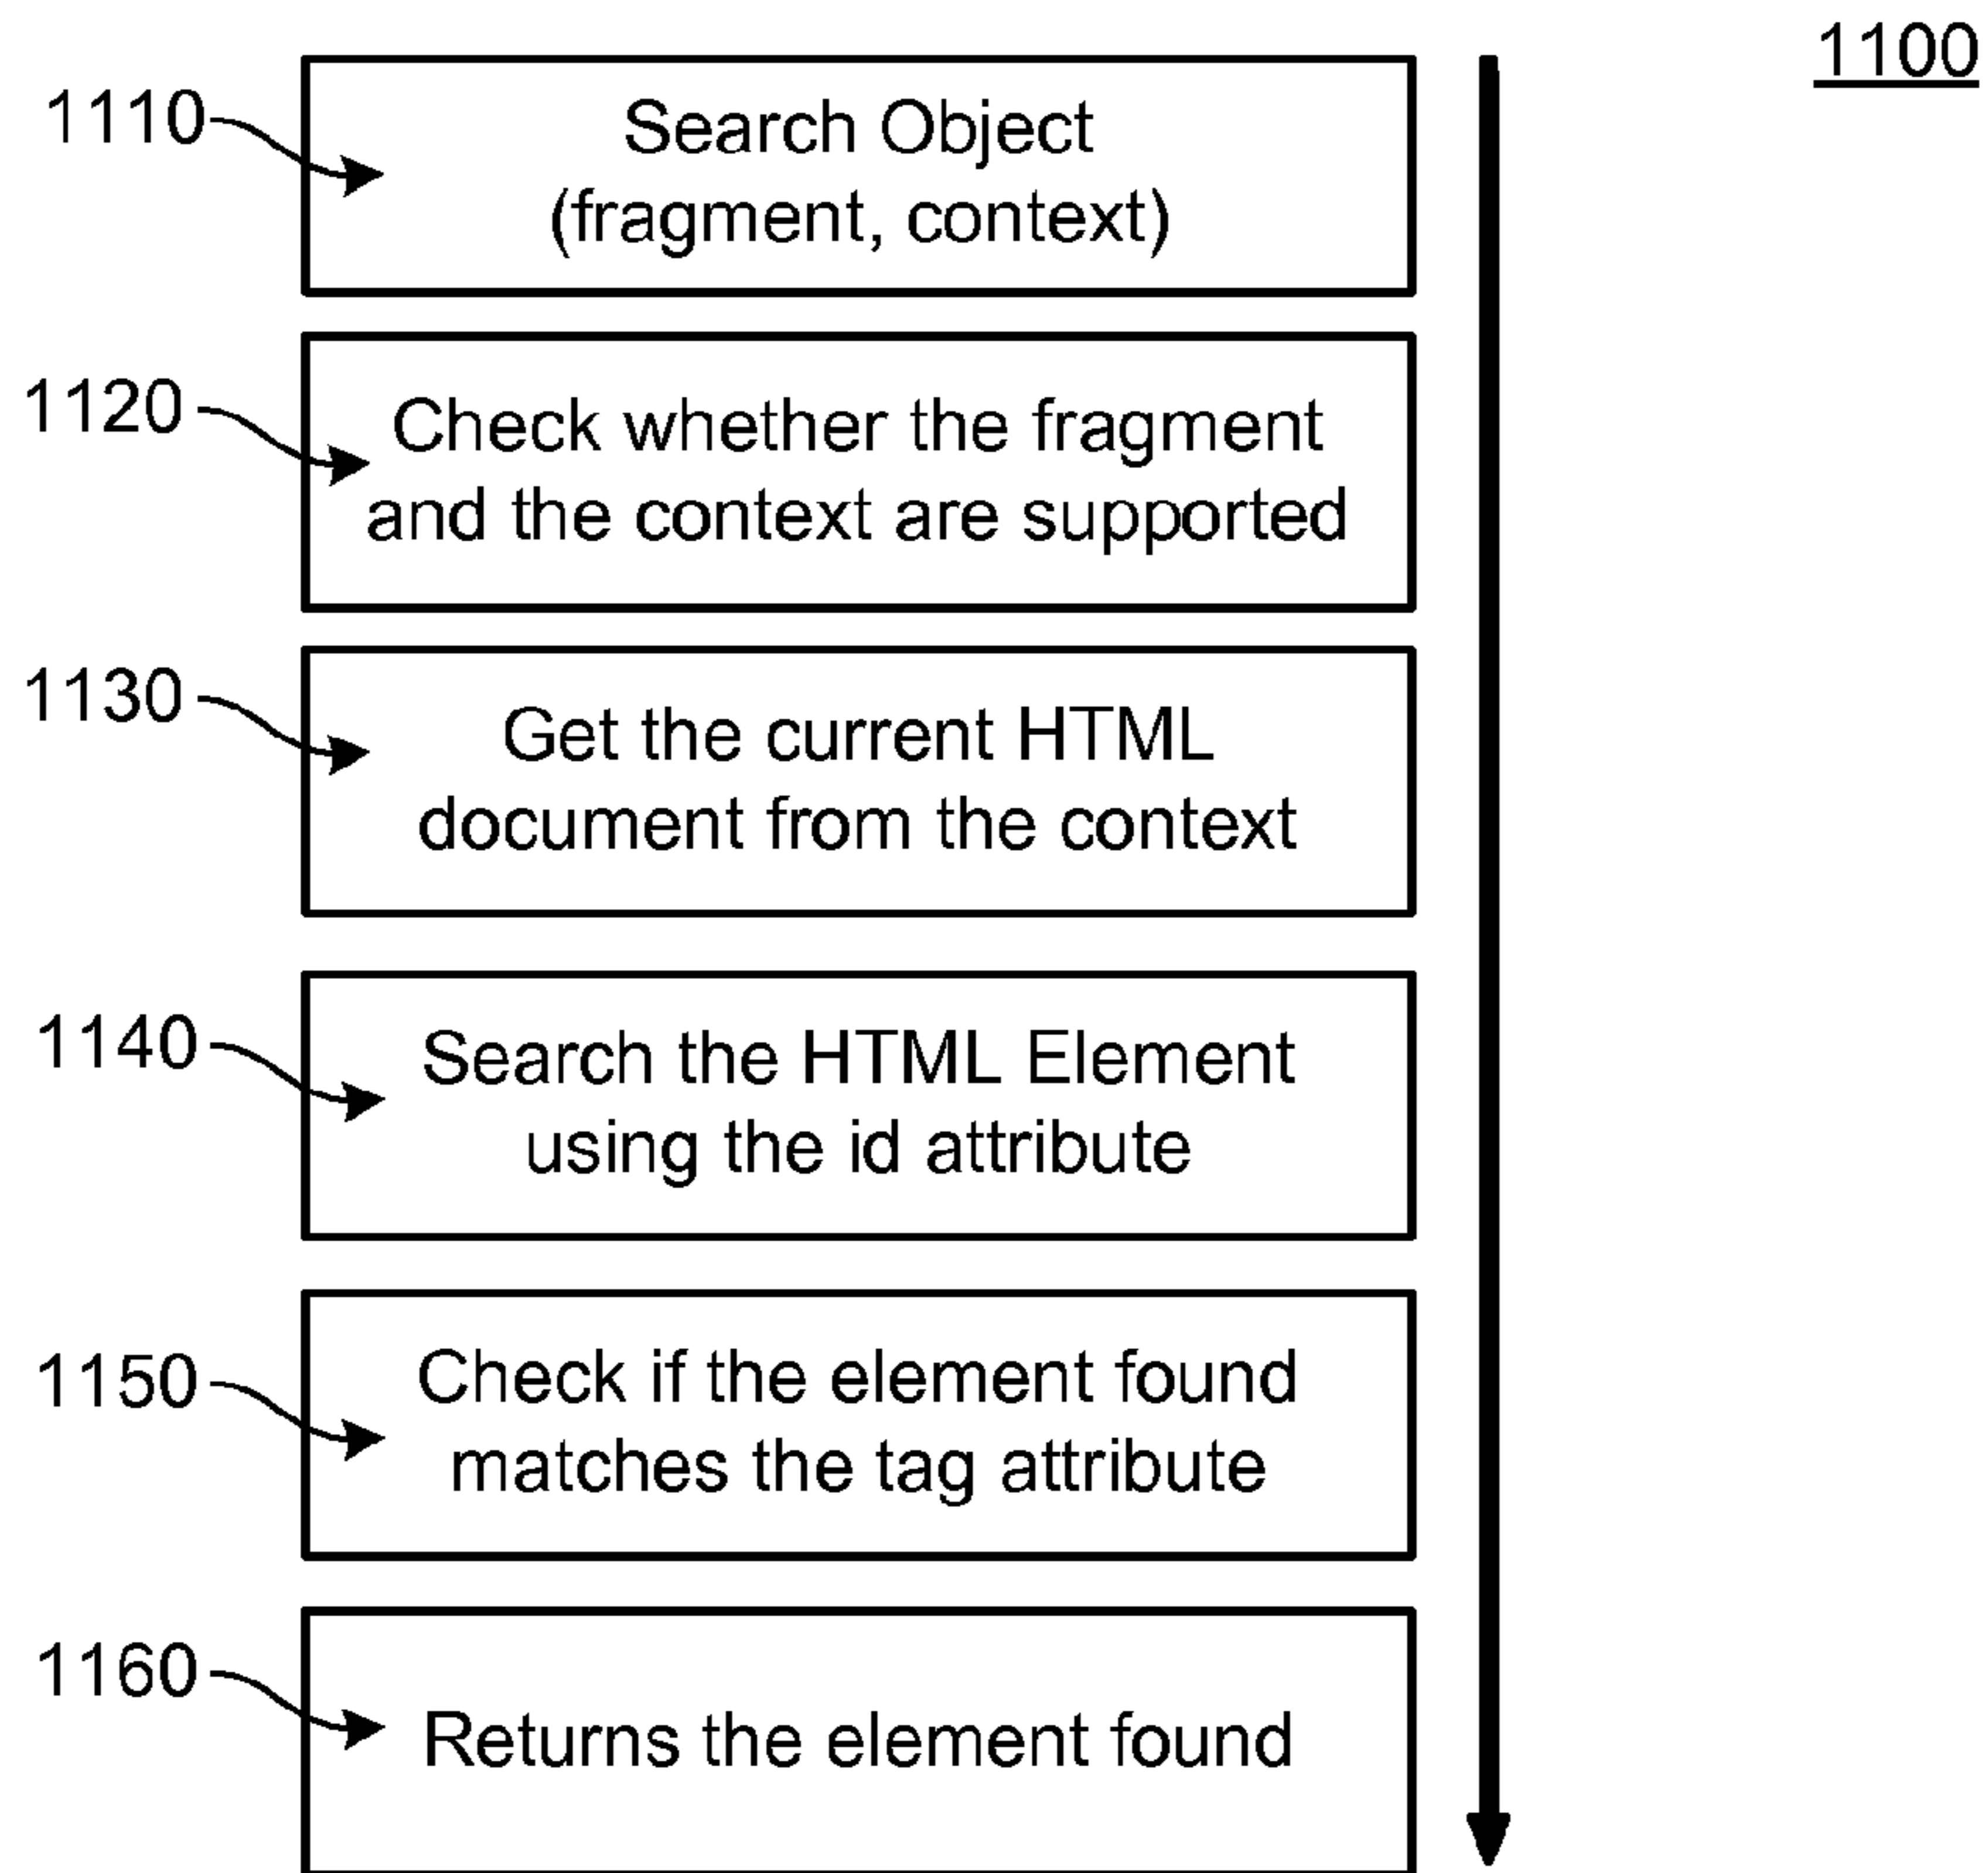 1100
1110
Search Object
(fragment, context)
1120
Check whether the fragment
and the context are supported
1130
Get the current HTML
document from the context
1140
Search the HTML Element
using the id attribute
1150
Check if the element found
matches the tag attribute
1160
Returns the element found